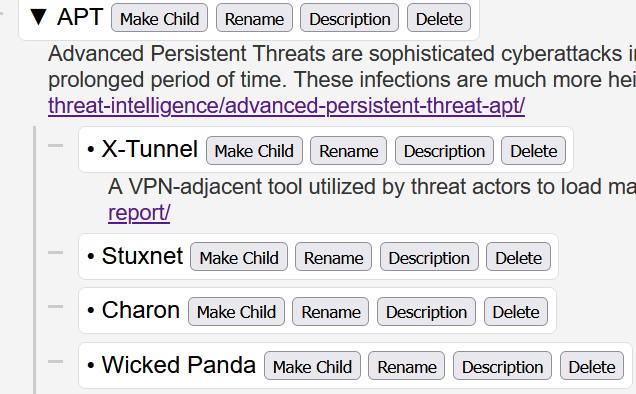 ▼ APT Make Child Rename Description Delete
Advanced Persistent Threats are sophisticated cyberattacks
prolonged period of time. These infections are much more hei
threat-intelligence/advanced-persistent-threat-apt/
• X-Tunnel Make Child Rename Description Delete
A VPN-adjacent tool utilized by threat actors to load ma
report/
• Stuxnet Make Child Rename Description Delete
• Charon Make Child Rename Description Delete
• Wicked Panda Make Child Rename Description Delete